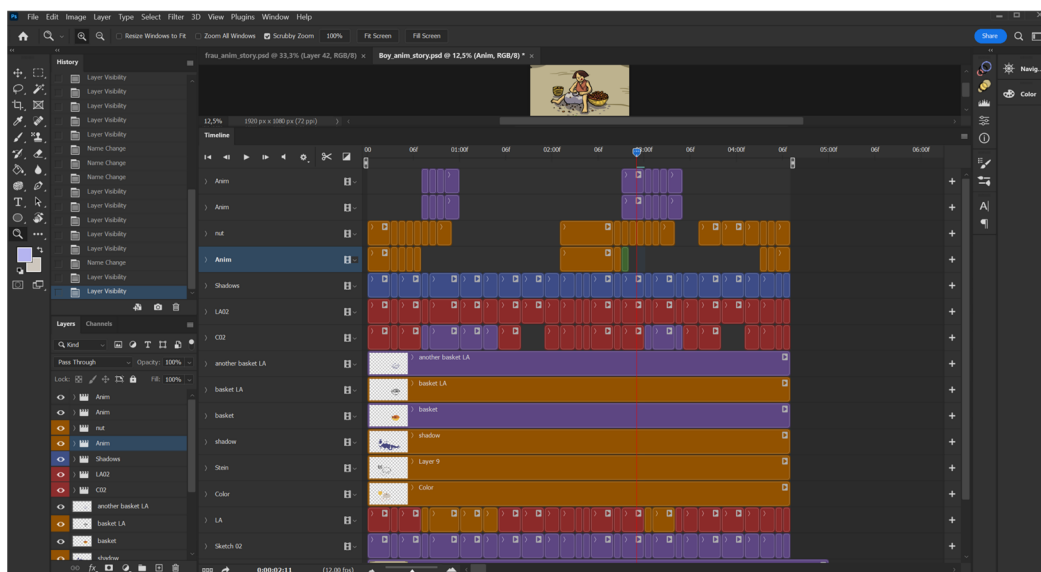 Ps File Edit Image Layer Type Select Filter 3D View Plugins Window Help
Resize Windows to Fit Zoom All Windows Scrubby Zoom 100% Fit Screen Fill Screen Share
frau_anim_story.psd @ 33,3% (Layer 42, RGB/8) × Boy_anim_story.psd @ 12,5% (Anim, RGB/8) * ×
History
Layer Visibility
Layer Visibility
Layer Visibility
Layer Visibility
Layer Visibility
Name Change
Layer Visibility
Name Change
Layer Visibility
Layer Visibility
Layer Visibility
Layer Visibility
Layer Visibility
Name Change
Layer Visibility
Layer Visibility
Layers Channels
Kind
Pass Through Opacity: 100%
Lock: Fill: 100%
Anim
Anim
nut
Anim
Shadows
LA02
C02
another basket LA
basket LA
basket
shadow
fx
12,5% 1920 px x 1080 px (72 ppi)
Timeline
00 06f 01:00f 06f 02:00f 06f 03:00f 06f 04:00f 06f 05:00f 06f 06:00f
Anim
Anim
nut
Anim
Shadows
LA02
C02
another basket LA another basket LA
basket LA basket LA
basket basket
shadow shadow
Stein Layer 9
Color Color
LA
Sketch 02
0:00:02:11 (12.00 fps)
Navig...
Color